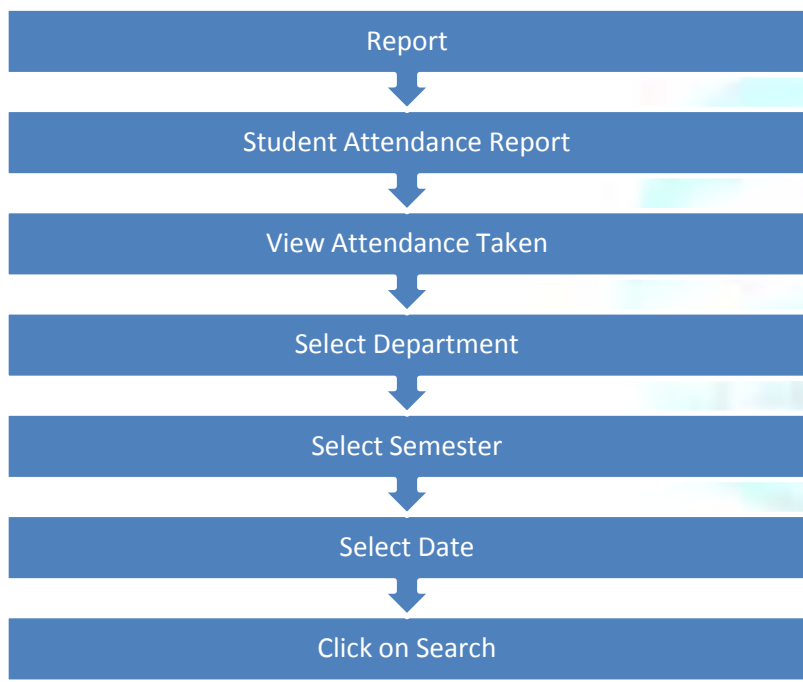 Report
Student Attendance Report
View Attendance Taken
Select Department
Select Semester
Select Date
Click on Search